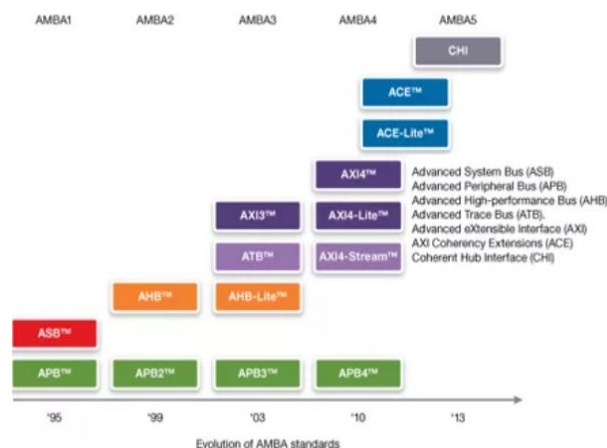 AMBA1 AMBA2 AMBA3 AMBA4 AMBA5
CHI
ACE™
ACE-Lite™
AXI4™
Advanced System Bus (ASB)
Advanced Peripheral Bus (APB)
Advanced High-performance Bus (AHB)
Advanced Trace Bus (ATB).
Advanced eXtensible Interface (AXI)
AXI Coherency Extensions (ACE)
Coherent Hub Interface (CHI)
AXI3™ AXI4-Lite™
ATB™ AXI4-Stream™
AHB™ AHB-Lite™
ASB™
APB™ APB2™ APB3™ APB4™
'95 '99 '03 '10 '13
Evolution of AMBA standards